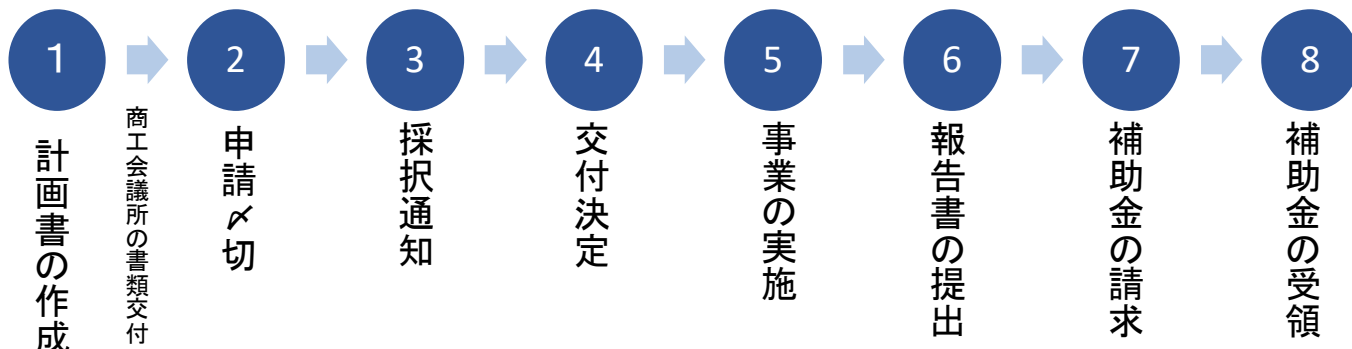 1
計画書の作成
商工会議所の書類交付
2
申請〆切
3
採択通知
4
交付決定
5
事業の実施
6
報告書の提出
7
補助金の請求
8
補助金の受領